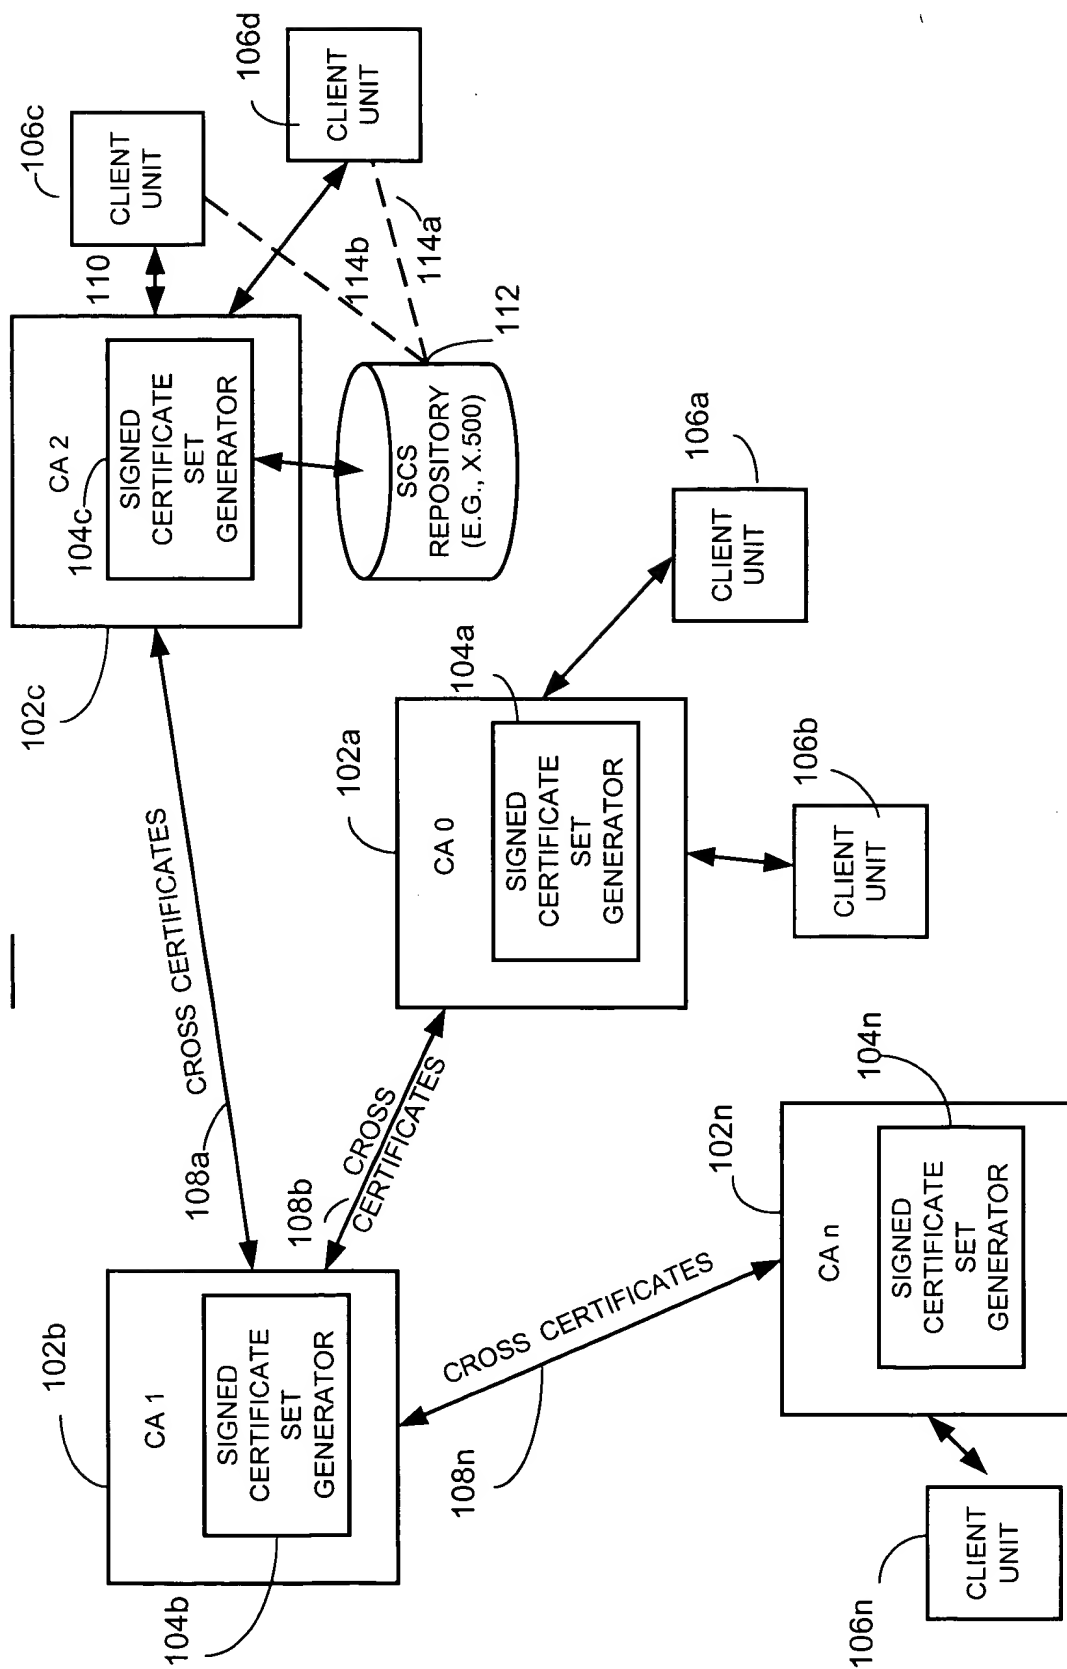 102b
CA 1
SIGNED
CERTIFICATE
SET
GENERATOR
104b
108a
CROSS CERTIFICATES
108b
CROSS
CERTIFICATES
108n
CROSS CERTIFICATES
102c
CA 2
104c
SIGNED
CERTIFICATE
SET
GENERATOR
110
106c
CLIENT
UNIT
106d
CLIENT
UNIT
114b
114a
112
SCS
REPOSITORY
(E.G., X.500)
102a
CA 0
104a
SIGNED
CERTIFICATE
SET
GENERATOR
106a
CLIENT
UNIT
106b
CLIENT
UNIT
102n
CA n
104n
SIGNED
CERTIFICATE
SET
GENERATOR
106n
CLIENT
UNIT